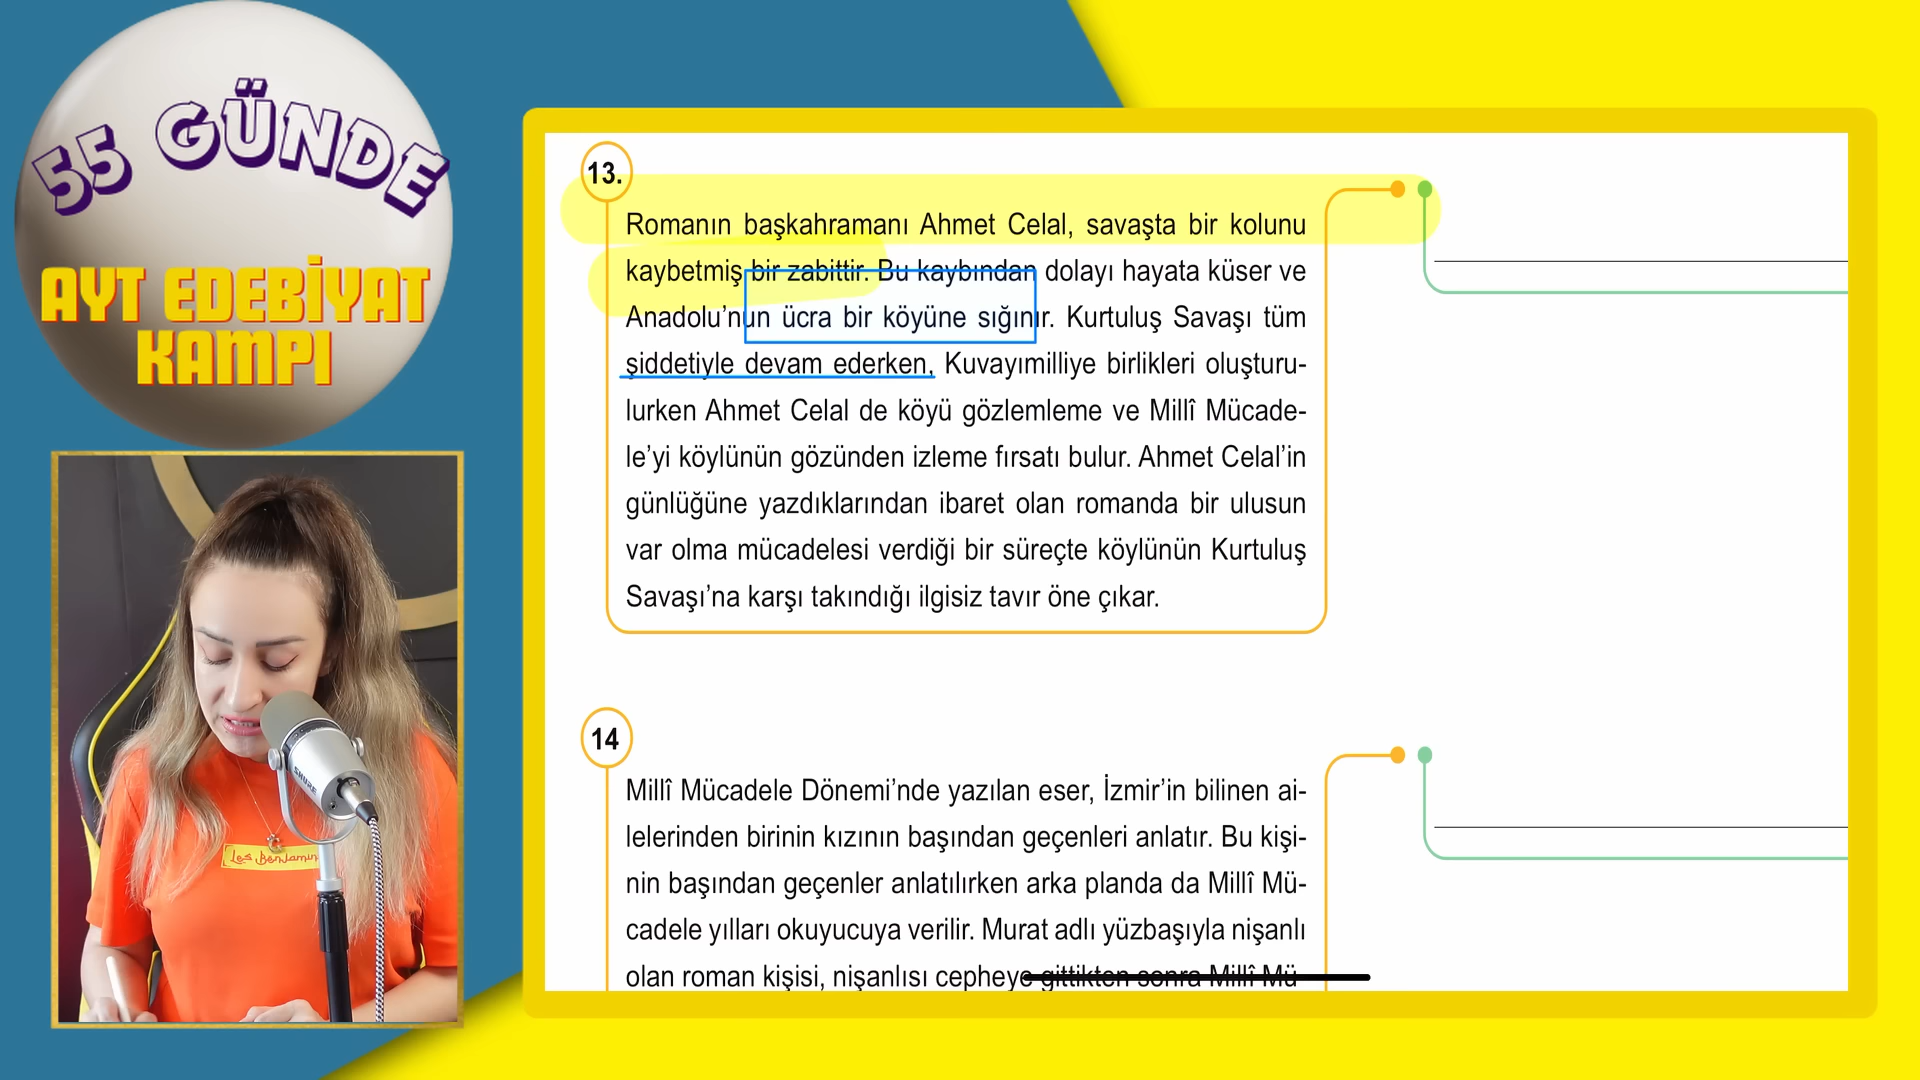 55 GÜNDE
AYT EDEBİYAT
KAMPI
13.
Romanın başkahramanı Ahmet Celal, savaşta bir kolunu
kaybetmiş bir zabittir. Bu kaybından dolayı hayata küser ve
Anadolu’nun ücra bir köyüne sığınır. Kurtuluş Savaşı tüm
şiddetiyle devam ederken, Kuvayımilliye birlikleri oluşturu-
lurken Ahmet Celal de köyü gözlemleme ve Millî Mücade-
le’yi köylünün gözünden izleme fırsatı bulur. Ahmet Celal’in
günlüğüne yazdıklarından ibaret olan romanda bir ulusun
var olma mücadelesi verdiği bir süreçte köylünün Kurtuluş
Savaşı’na karşı takındığı ilgisiz tavır öne çıkar.
14
Millî Mücadele Dönemi’nde yazılan eser, İzmir’in bilinen ai-
lelerinden birinin kızının başından geçenleri anlatır. Bu kişi-
nin başından geçenler anlatılırken arka planda da Millî Mü-
cadele yılları okuyucuya verilir. Murat adlı yüzbaşıyla nişanlı
olan roman kişisi, nişanlısı cepheye gittikten sonra Millî Mü-
SHURE
Les Benjamins